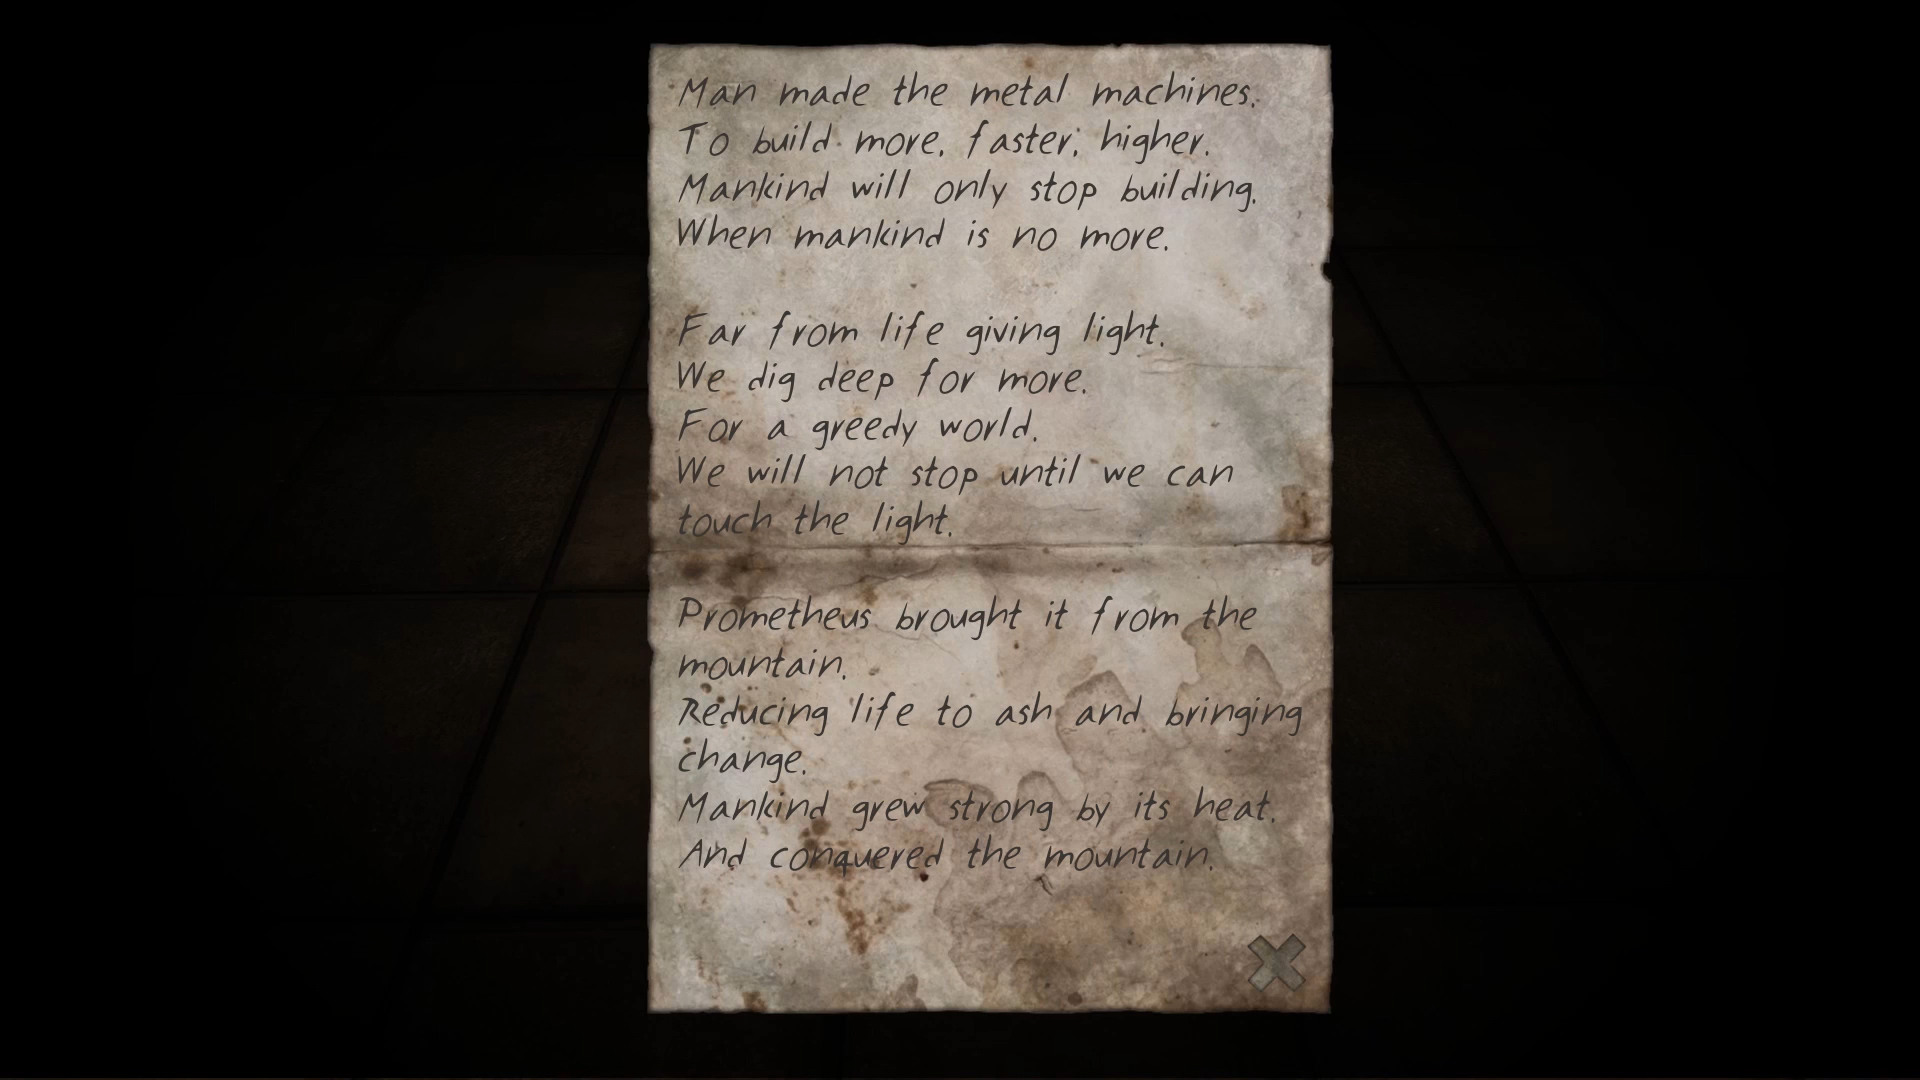 Man made the metal machines.
To build more, faster, higher.
Mankind will only stop building.
When mankind is no more.
Far from life giving light.
We dig deep for more.
For a greedy world.
We will not stop until we can
touch the light.
Prometheus brought it from the
mountain.
Reducing life to ash and bringing
change.
Mankind grew strong by its heat.
And conquered the mountain.